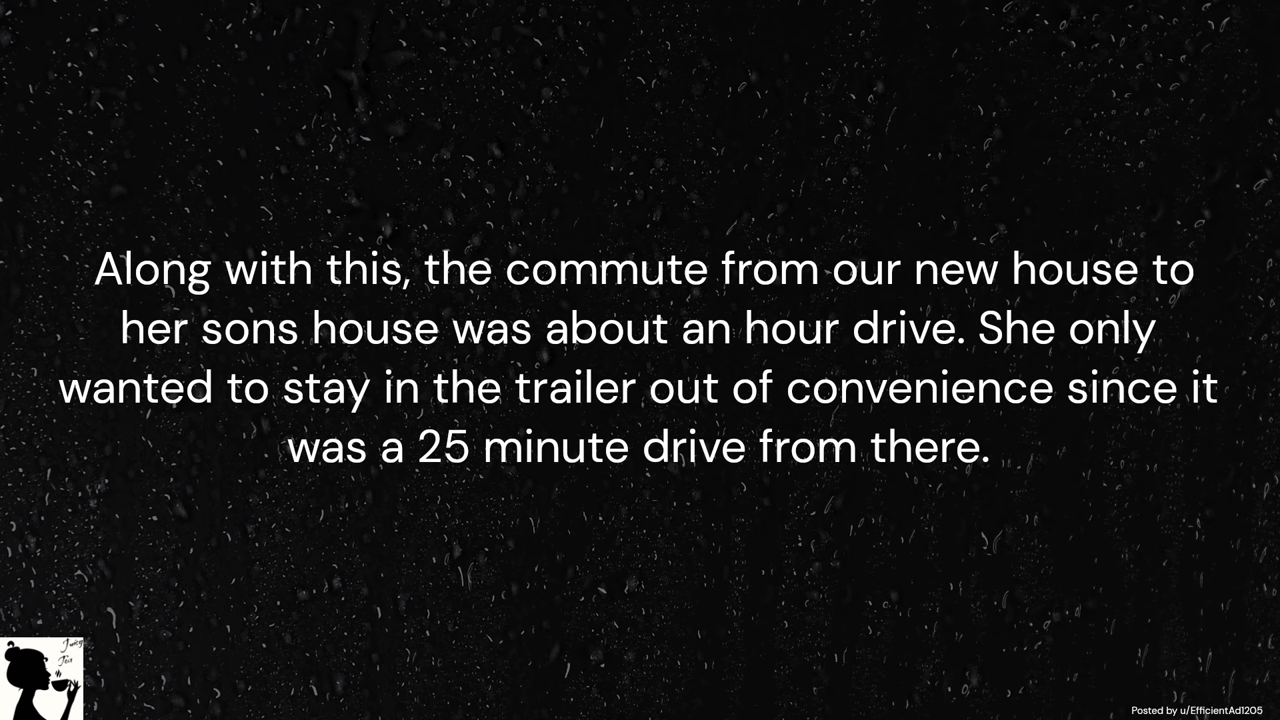 Along with this, the commute from our new house to
her sons house was about an hour drive. She only
wanted to stay in the trailer out of convenience since it
was a 25 minute drive from there.
Juicy
Tea
Posted by u/EfficientAd1205